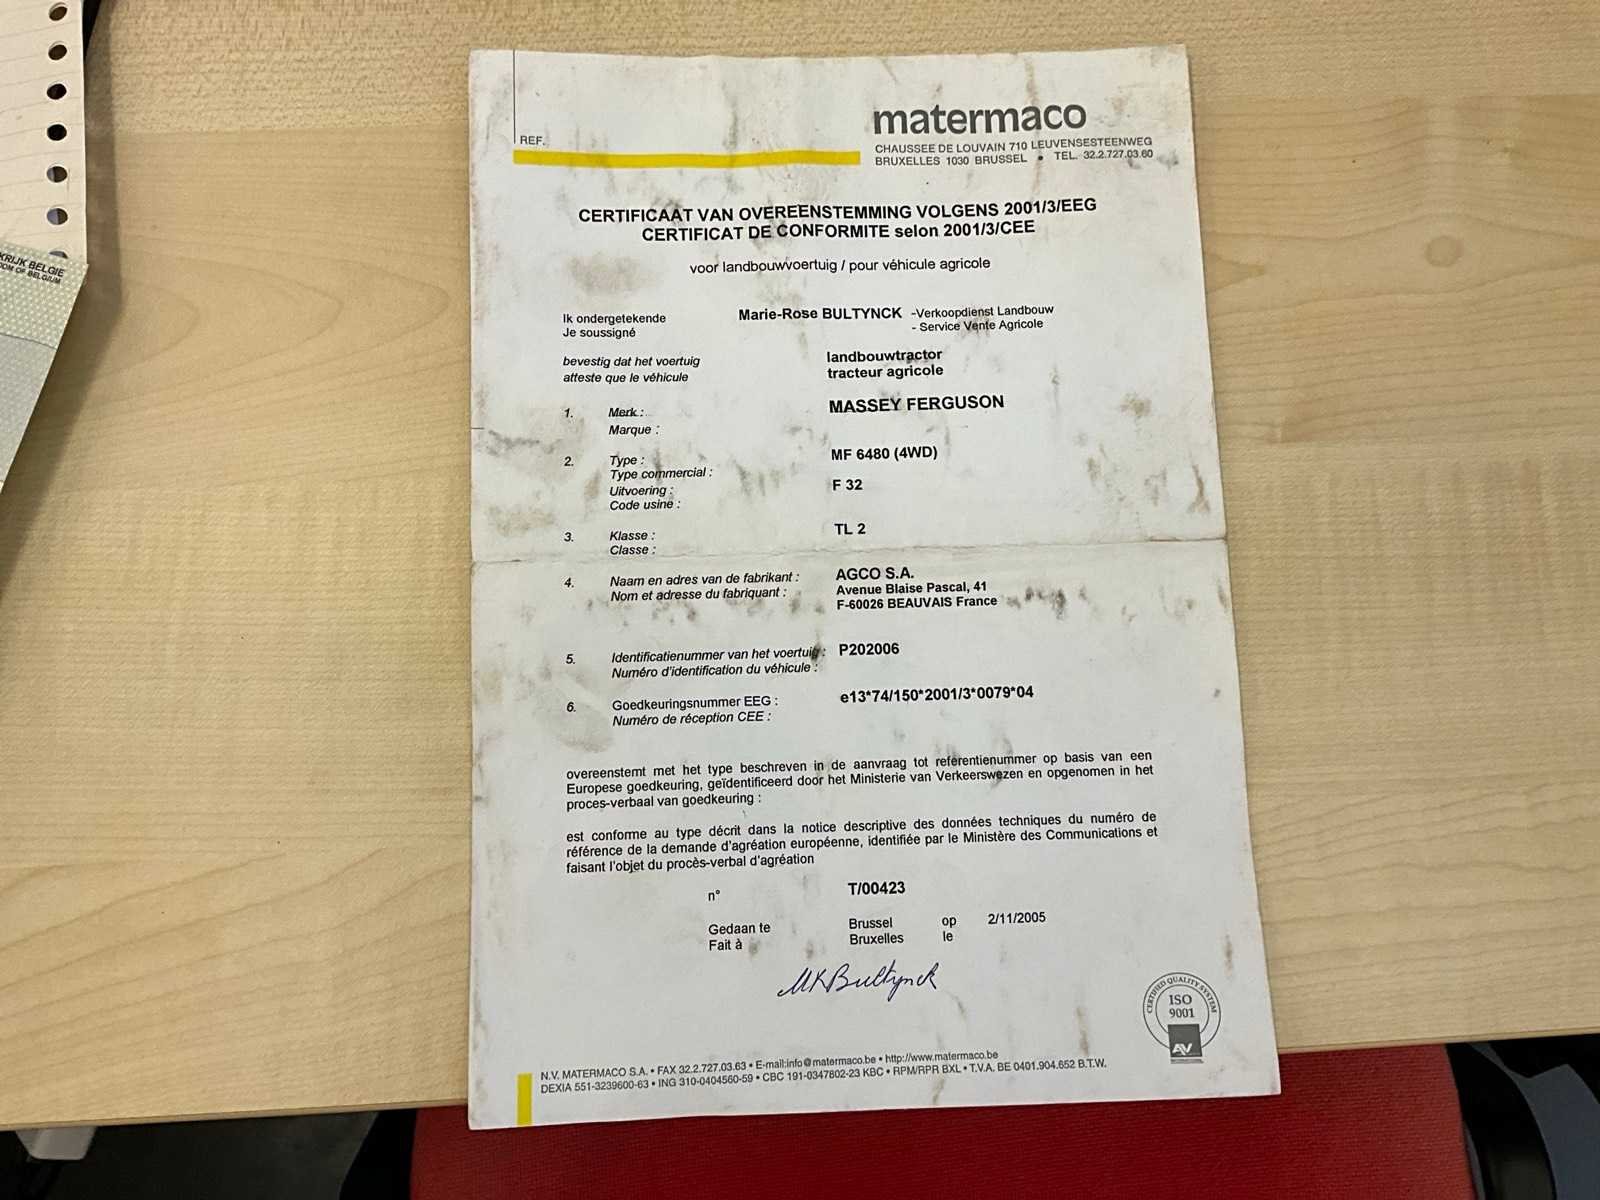 KRIJK BELGIE
DOM OF BELGIUM
REF.
matermaco
CHAUSSEE DE LOUVAIN 710 LEUVENSESTEENWEG
BRUXELLES 1030 BRUSSEL • TEL. 32.2.727.03.60
CERTIFICAAT VAN OVEREENSTEMMING VOLGENS 2001/3/EEG
CERTIFICAT DE CONFORMITE selon 2001/3/CEE
voor landbouwvoertuig / pour véhicule agricole
Ik ondergetekende Marie-Rose BULTYNCK -Verkoopdienst Landbouw
Je soussigné - Service Vente Agricole
bevestig dat het voertuig landbouwtractor
atteste que le véhicule tracteur agricole
1. Merk : MASSEY FERGUSON
Marque :
2. Type : MF 6480 (4WD)
Type commercial :
Uitvoering : F 32
Code usine :
3. Klasse : TL 2
Classe :
4. Naam en adres van de fabrikant : AGCO S.A.
Nom et adresse du fabriquant : Avenue Blaise Pascal, 41
F-60026 BEAUVAIS France
5. Identificatienummer van het voertuig : P202006
Numéro d'identification du véhicule :
6. Goedkeuringsnummer EEG : e13*74/150*2001/3*0079*04
Numéro de réception CEE :
overeenstemt met het type beschreven in de aanvraag tot referentienummer op basis van een
Europese goedkeuring, geïdentificeerd door het Ministerie van Verkeerswezen en opgenomen in het
proces-verbaal van goedkeuring :
est conforme au type décrit dans la notice descriptive des données techniques du numéro de
référence de la demande d'agréation européenne, identifiée par le Ministère des Communications et
faisant l'objet du procès-verbal d'agréation
n° T/00423
Gedaan te Brussel op 2/11/2005
Fait à Bruxelles le
MRBultynck
CERTIFIED QUALITY SYSTEM
ISO
9001
AV
N.V. MATERMACO S.A. • FAX 32.2.727.03.63 • E-mail:info@matermaco.be • http://www.matermaco.be
DEXIA 551-3239600-63 • ING 310-0404560-59 • CBC 191-0347802-23 KBC • RPM/RPR BXL • T.V.A. BE 0401.904.652 B.T.W.